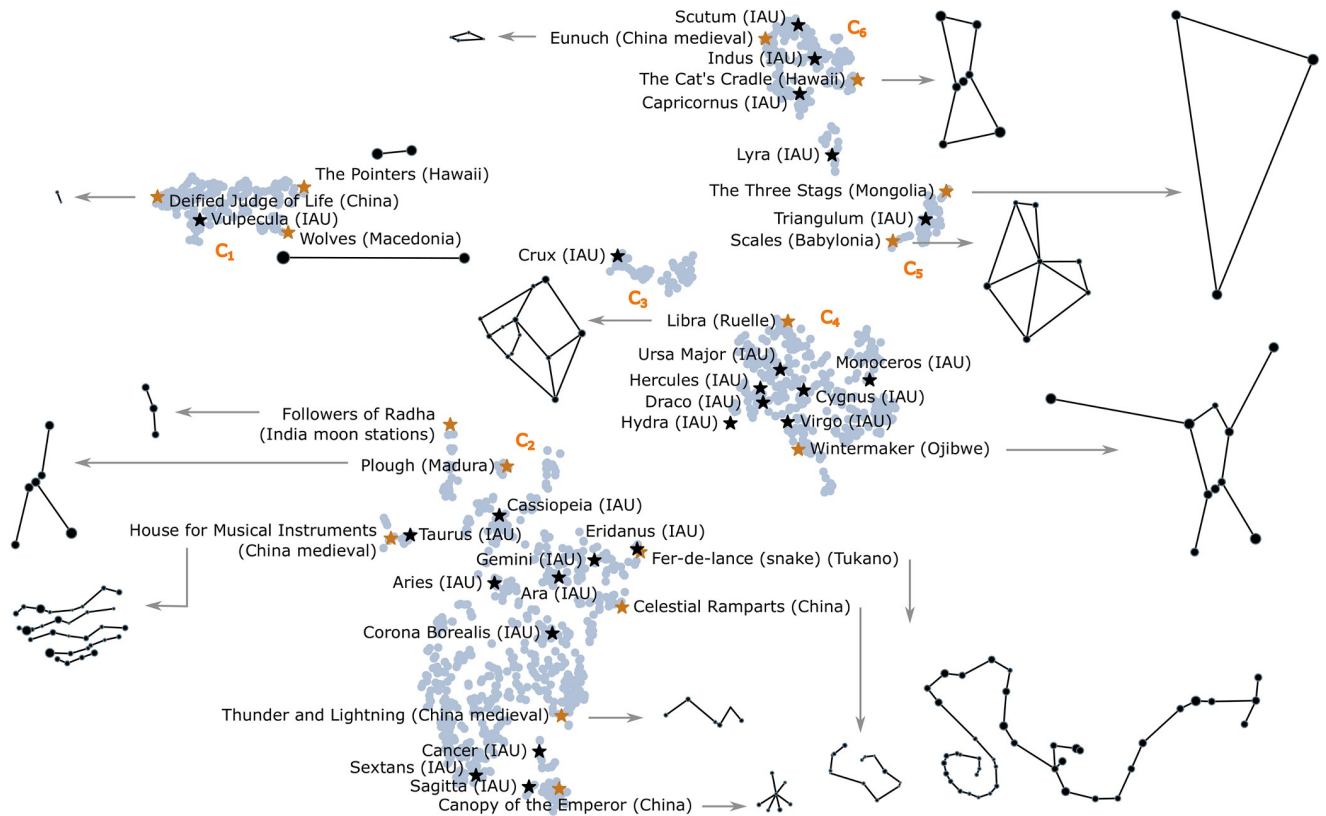 Scutum (IAU)
C6
Eunuch (China medieval)
Indus (IAU)
The Cat's Cradle (Hawaii)
Capricornus (IAU)
Lyra (IAU)
The Pointers (Hawaii)
Deified Judge of Life (China)
Vulpecula (IAU)
Wolves (Macedonia)
C1
The Three Stags (Mongolia)
Triangulum (IAU)
Scales (Babylonia)
C5
Crux (IAU)
C3
Libra (Ruelle)
C4
Ursa Major (IAU)
Monoceros (IAU)
Hercules (IAU)
Cygnus (IAU)
Draco (IAU)
Hydra (IAU)
Virgo (IAU)
Wintermaker (Ojibwe)
Followers of Radha
(India moon stations)
C2
Plough (Madura)
Cassiopeia (IAU)
House for Musical Instruments
(China medieval)
Taurus (IAU)
Eridanus (IAU)
Gemini (IAU)
Fer-de-lance (snake) (Tukano)
Aries (IAU)
Ara (IAU)
Celestial Ramparts (China)
Corona Borealis (IAU)
Thunder and Lightning (China medieval)
Cancer (IAU)
Sextans (IAU)
Sagitta (IAU)
Canopy of the Emperor (China)